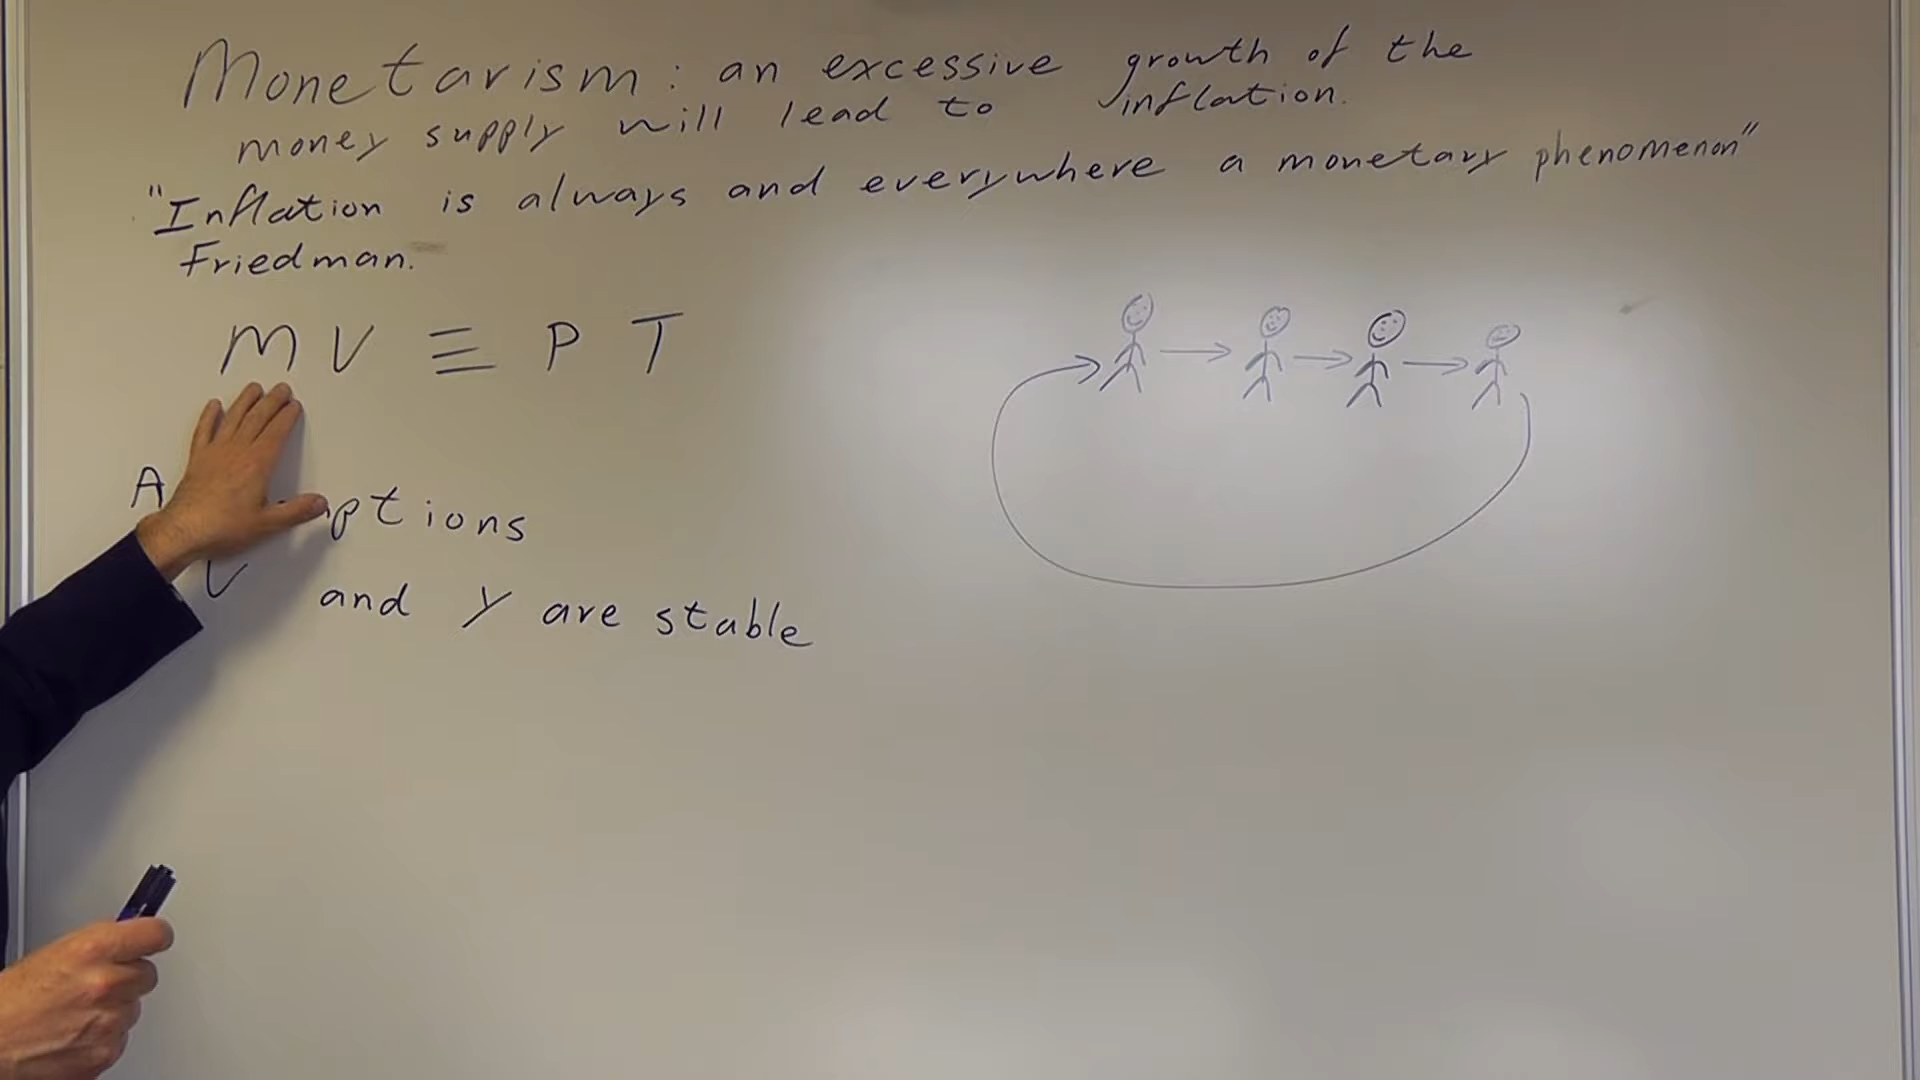 Monetarism: an excessive growth of the
money supply will lead to inflation.
"Inflation is always and everywhere a monetary phenomenon"
Friedman.
M V ≡ P T
V and y are stable